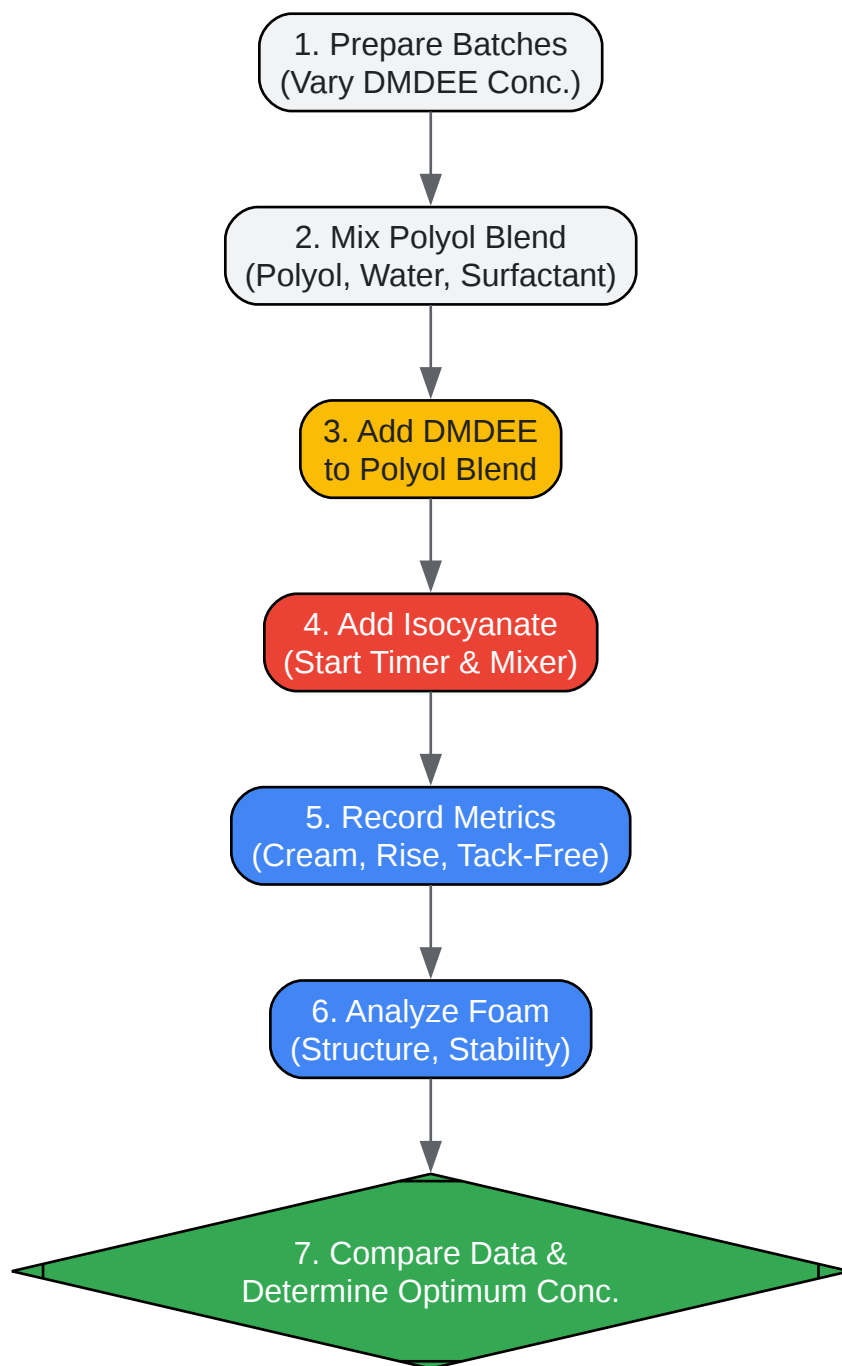 1. Prepare Batches
(Vary DMDEE Conc.)
2. Mix Polyol Blend
(Polyol, Water, Surfactant)
3. Add DMDEE
to Polyol Blend
4. Add Isocyanate
(Start Timer & Mixer)
5. Record Metrics
(Cream, Rise, Tack-Free)
6. Analyze Foam
(Structure, Stability)
7. Compare Data &
Determine Optimum Conc.